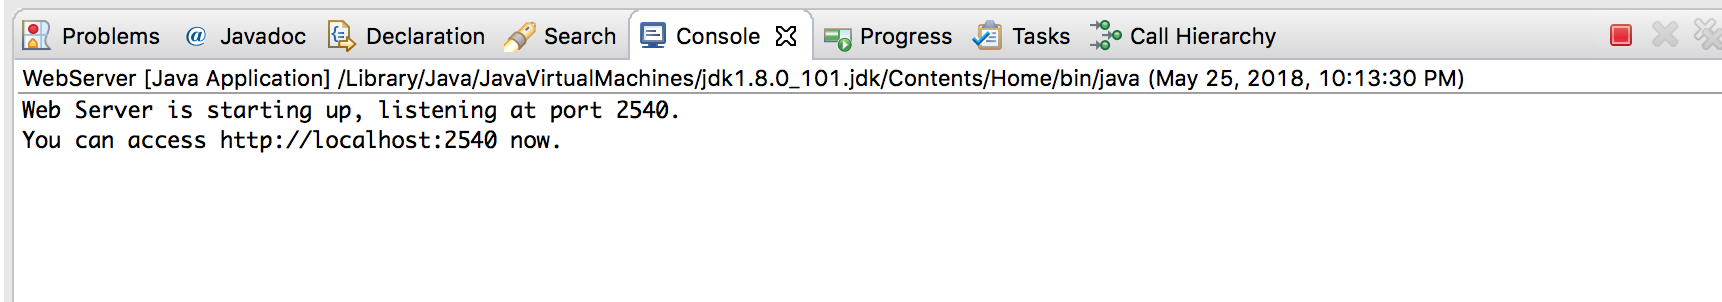 Problems @ Javadoc Declaration Search Console Progress Tasks Call Hierarchy
WebServer [Java Application] /Library/Java/JavaVirtualMachines/jdk1.8.0_101.jdk/Contents/Home/bin/java (May 25, 2018, 10:13:30 PM)
Web Server is starting up, listening at port 2540.
You can access http://localhost:2540 now.